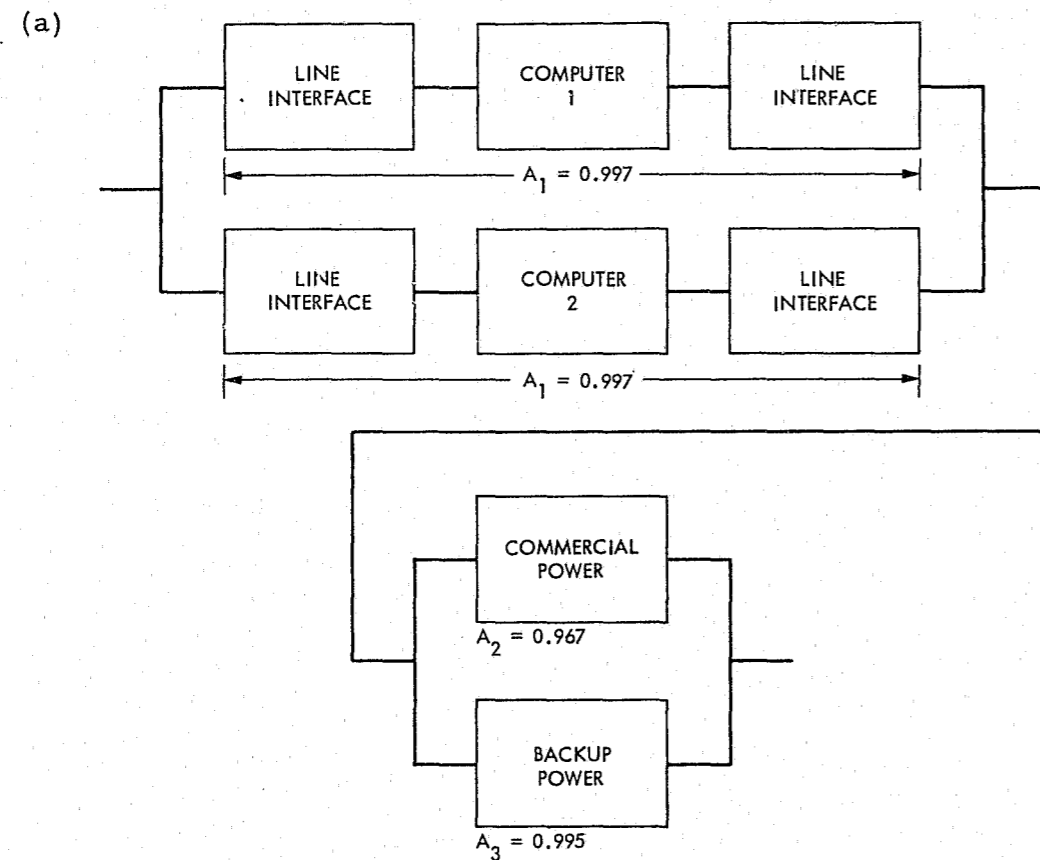 (a)
LINE
INTERFACE
COMPUTER
1
LINE
INTERFACE
A1 = 0.997
LINE
INTERFACE
COMPUTER
2
LINE
INTERFACE
A1 = 0.997
COMMERCIAL
POWER
A2 = 0.967
BACKUP
POWER
A3 = 0.995